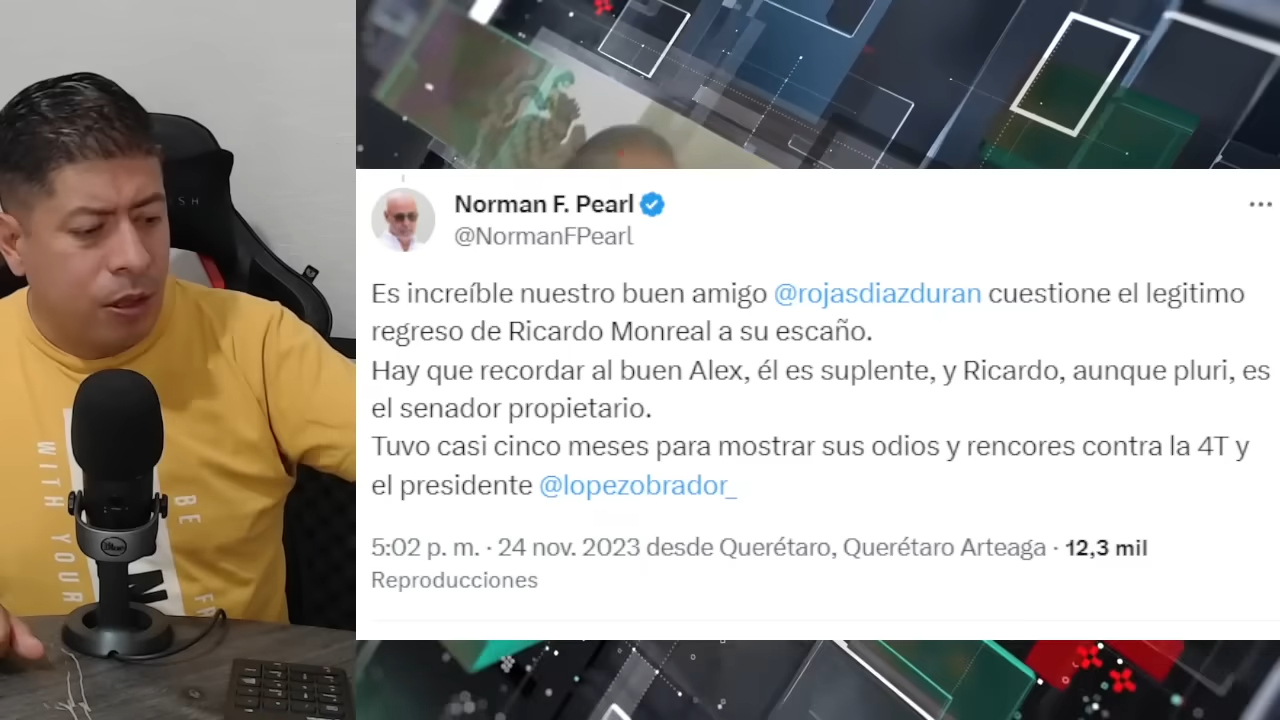 Norman F. Pearl
@NormanFPearl
Es increíble nuestro buen amigo @rojasdiazduran cuestione el legitimo
regreso de Ricardo Monreal a su escaño.
Hay que recordar al buen Alex, él es suplente, y Ricardo, aunque pluri, es
el senador propietario.
Tuvo casi cinco meses para mostrar sus odios y rencores contra la 4T y
el presidente @lopezobrador_
5:02 p. m. · 24 nov. 2023 desde Querétaro, Querétaro Arteaga · 12,3 mil
Reproducciones
WITH YOUR
BE